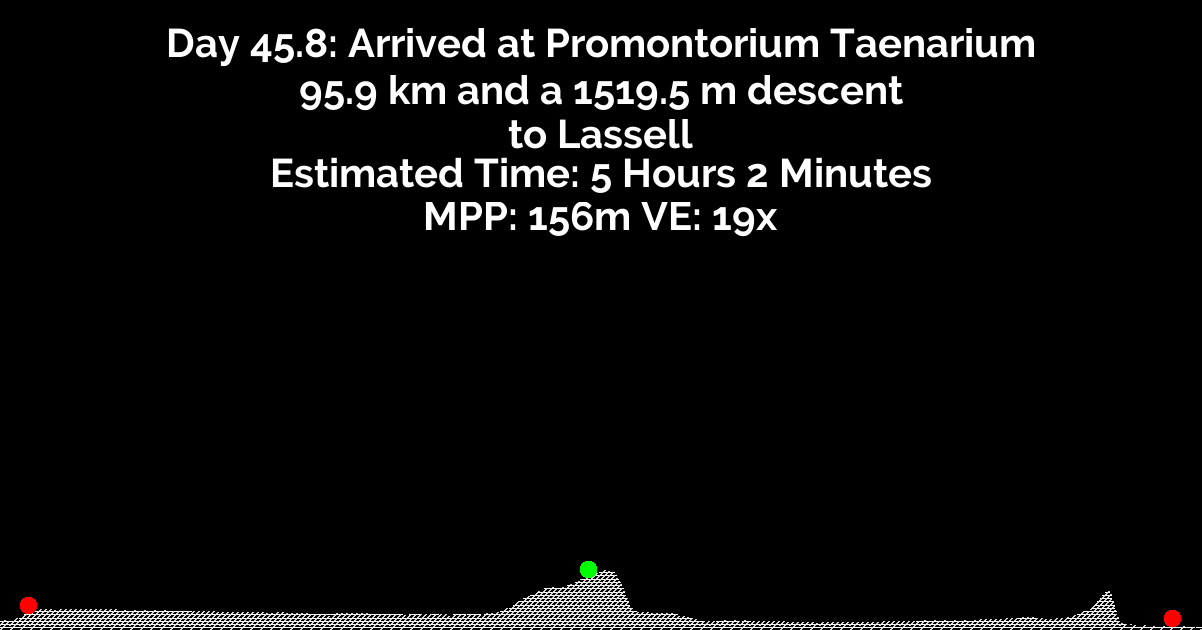 Day 45.8: Arrived at Promontorium Taenarium
95.9 km and a 1519.5 m descent
to Lassell
Estimated Time: 5 Hours 2 Minutes
MPP: 156m VE: 19x